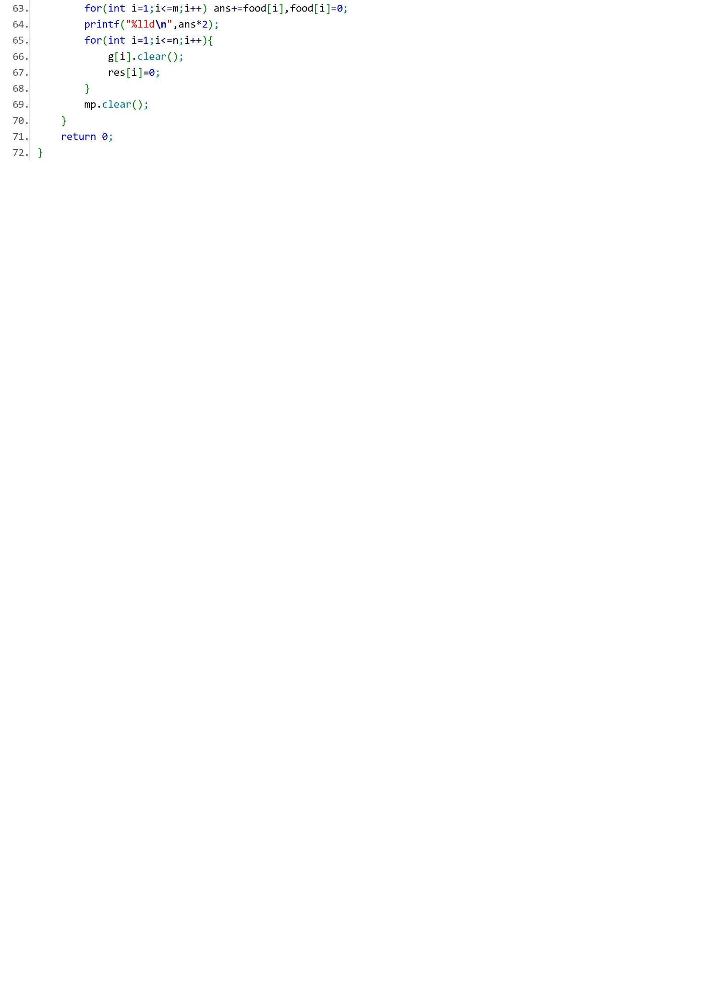 63.         for(int i=1;i<=m;i++) ans+=food[i],food[i]=0;
64.         printf("%lld\n",ans*2);
65.         for(int i=1;i<=n;i++){
66.             g[i].clear();
67.             res[i]=0;
68.         }
69.         mp.clear();
70.     }
71.     return 0;
72. }